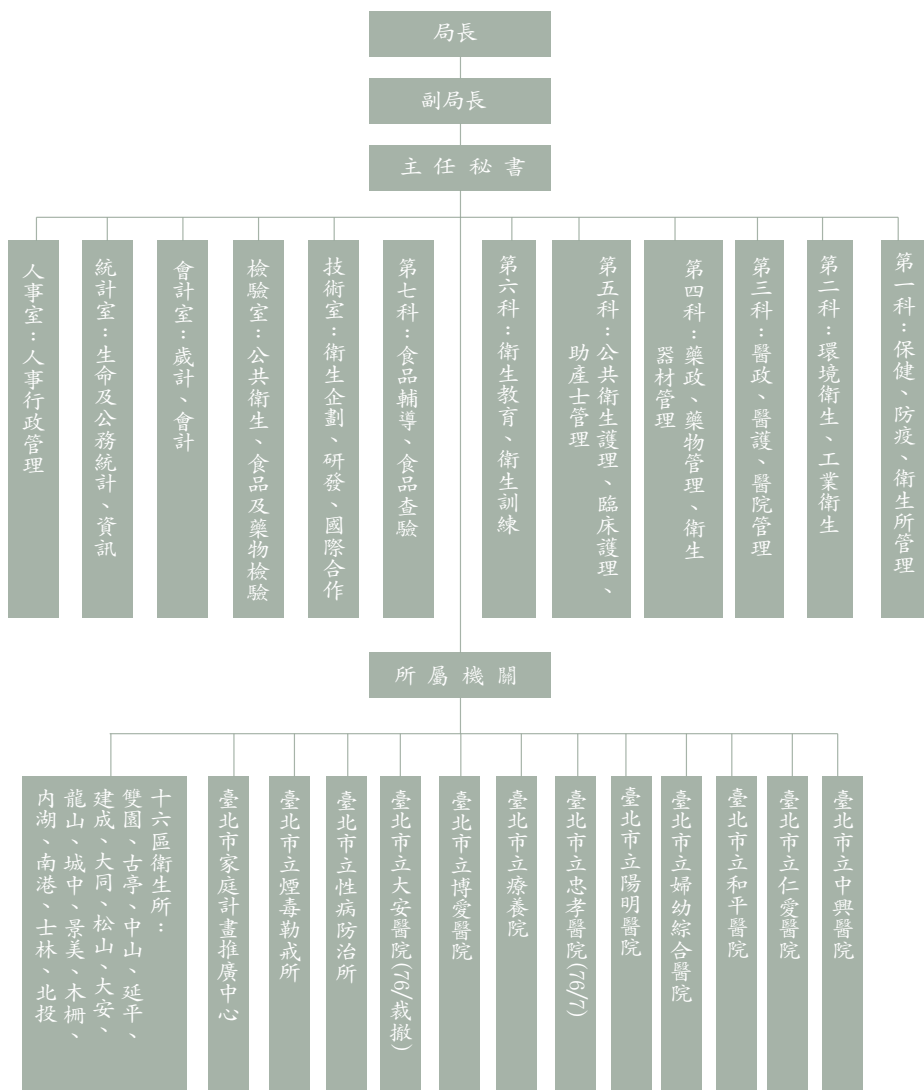 局長
副局長
主任秘書
第一科：保健、防疫、衛生所管理
第二科：環境衛生、工業衛生
第三科：醫政、醫護、醫院管理
第四科：藥政、藥物管理、衛生
器材管理
第五科：公共衛生護理、臨床護理、
助產士管理
第六科：衛生教育、衛生訓練
第七科：食品輔導、食品查驗
技術室：衛生企劃、研發、國際合作
檢驗室：公共衛生、食品及藥物檢驗
會計室：歲計、會計
統計室：生命及公務統計、資訊
人事室：人事行政管理
所屬機關
臺北市立中興醫院
臺北市立仁愛醫院
臺北市立和平醫院
臺北市立婦幼綜合醫院
臺北市立陽明醫院
臺北市立忠孝醫院(76/7)
臺北市立療養院
臺北市立博愛醫院
臺北市立大安醫院(76/裁撤)
臺北市立性病防治所
臺北市立煙毒勒戒所
臺北市家庭計畫推廣中心
十六區衛生所：
雙園、古亭、中山、延平、
建成、大同、松山、大安、
龍山、城中、景美、木柵、
內湖、南港、士林、北投